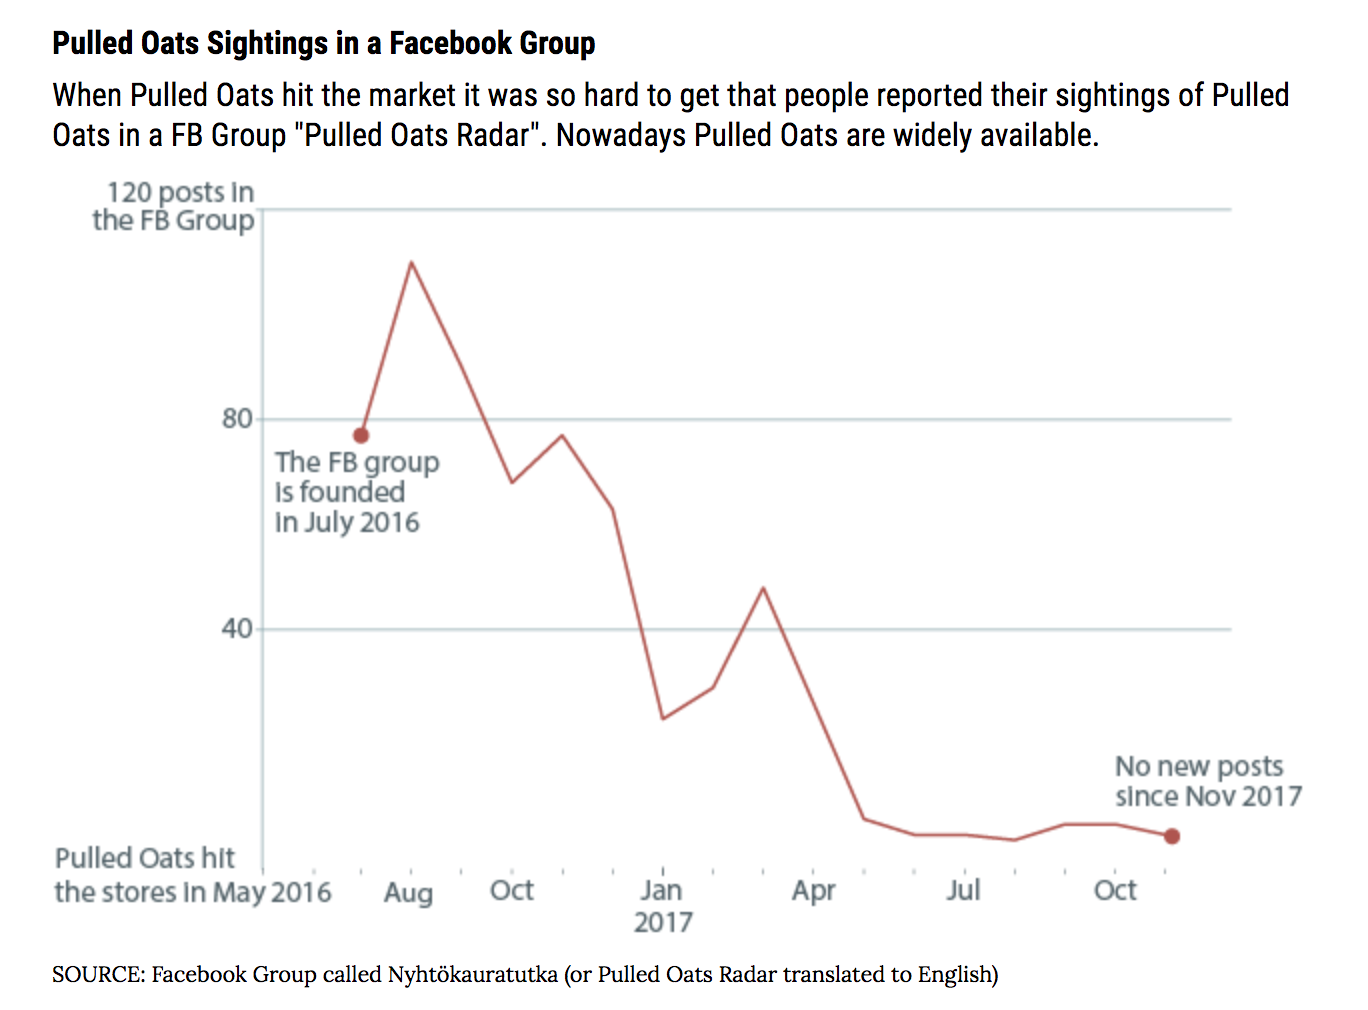 Pulled Oats Sightings in a Facebook Group
When Pulled Oats hit the market it was so hard to get that people reported their sightings of Pulled
Oats in a FB Group "Pulled Oats Radar". Nowadays Pulled Oats are widely available.
120 posts in
the FB Group
80
The FB group
is founded
in July 2016
40
No new posts
since Nov 2017
Pulled Oats hit
the stores in May 2016
Aug
Oct
Jan
2017
Apr
Jul
Oct
SOURCE: Facebook Group called Nyhtökauratutka (or Pulled Oats Radar translated to English)